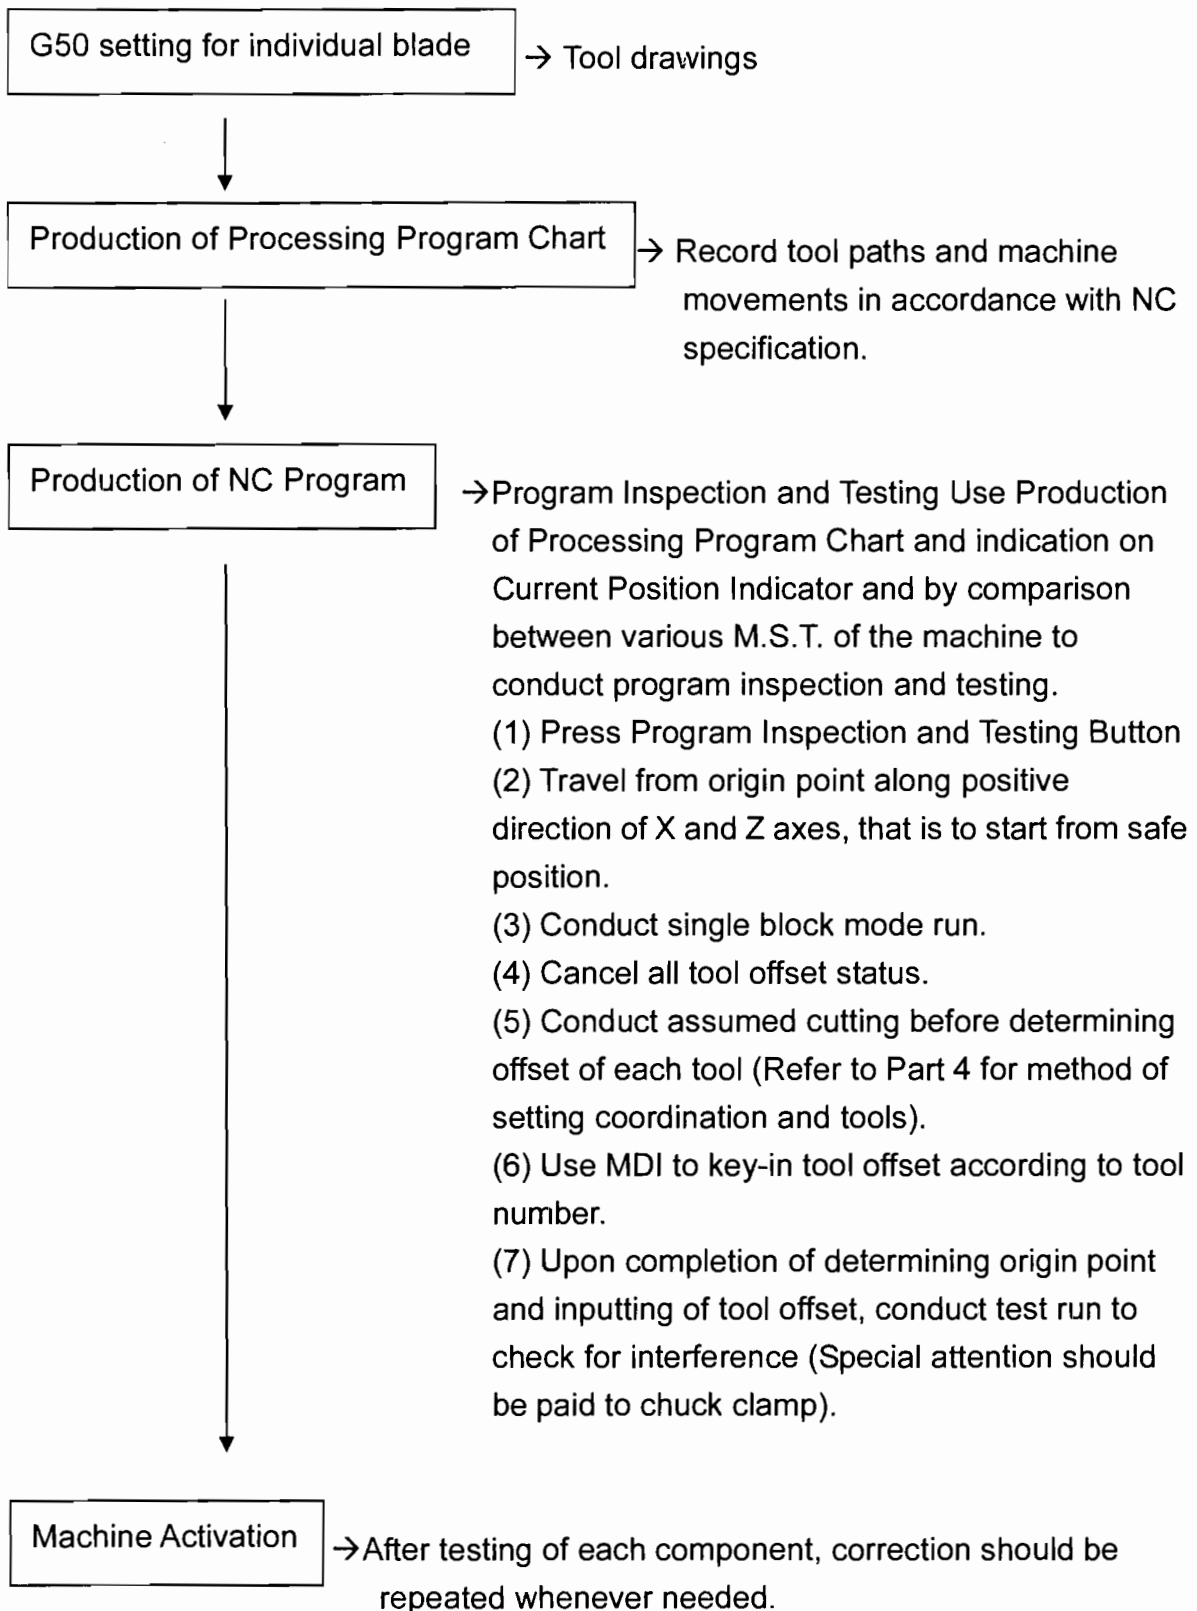 G50 setting for individual blade
→ Tool drawings
Production of Processing Program Chart
→ Record tool paths and machine
movements in accordance with NC
specification.
Production of NC Program
→Program Inspection and Testing Use Production
of Processing Program Chart and indication on
Current Position Indicator and by comparison
between various M.S.T. of the machine to
conduct program inspection and testing.
(1) Press Program Inspection and Testing Button
(2) Travel from origin point along positive
direction of X and Z axes, that is to start from safe
position.
(3) Conduct single block mode run.
(4) Cancel all tool offset status.
(5) Conduct assumed cutting before determining
offset of each tool (Refer to Part 4 for method of
setting coordination and tools).
(6) Use MDI to key-in tool offset according to tool
number.
(7) Upon completion of determining origin point
and inputting of tool offset, conduct test run to
check for interference (Special attention should
be paid to chuck clamp).
Machine Activation
→After testing of each component, correction should be
repeated whenever needed.